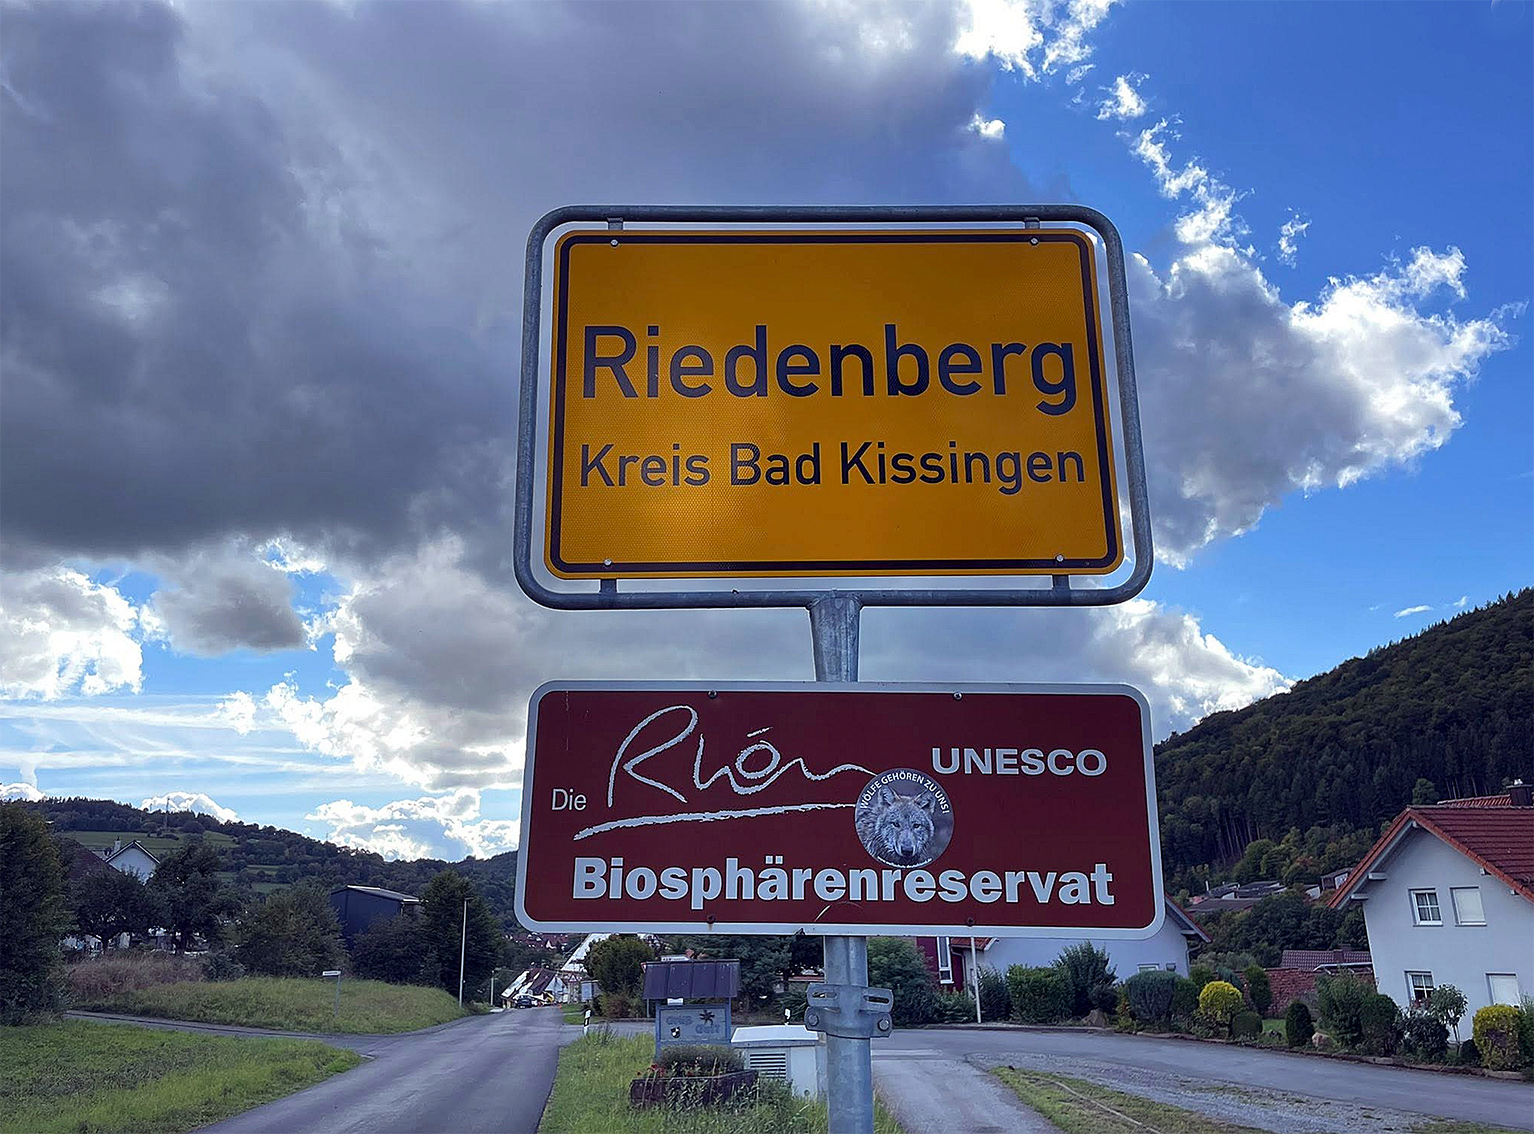 Riedenberg
Kreis Bad Kissingen
Die Rhön
UNESCO
WÖLFE GEHÖREN ZU UNS!
Biosphärenreservat